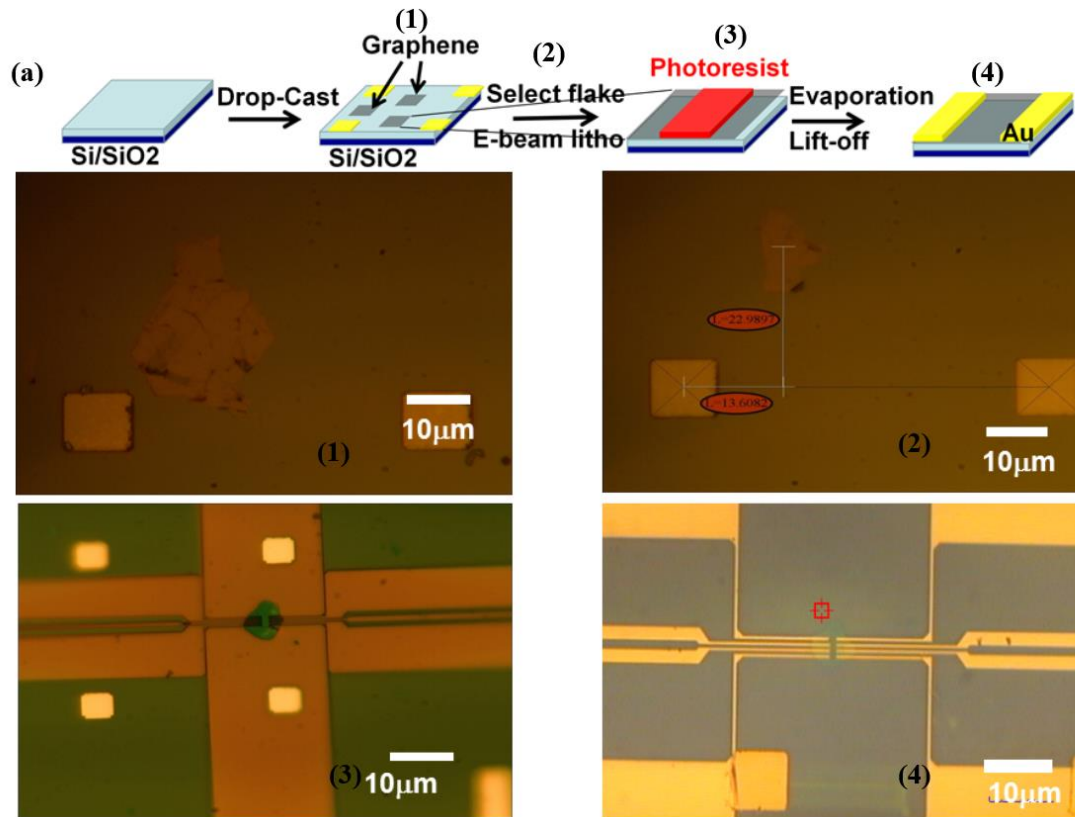 (a)
(1)
Graphene
(2)
(3)
Photoresist
(4)
Drop-Cast
Select flake
E-beam litho
Evaporation
Lift-off
Au
Si/SiO2
Si/SiO2
L=22.9897
L=13.6082
10μm
(1)
10μm
(2)
10μm
(3)
10μm
(4)